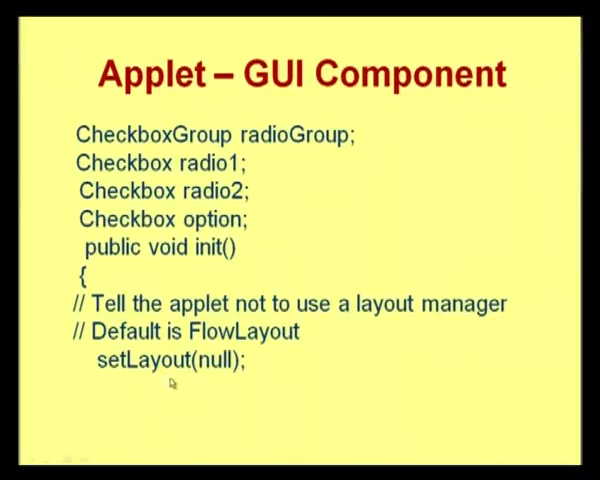 Applet – GUI Component
CheckboxGroup radioGroup;
Checkbox radio1;
Checkbox radio2;
Checkbox option;
public void init()
{
// Tell the applet not to use a layout manager
// Default is FlowLayout
setLayout(null);